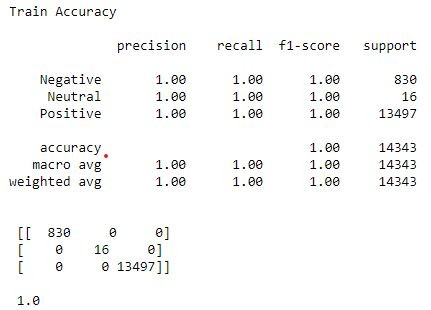 Train Accuracy
precision recall f1-score support
Negative 1.00 1.00 1.00 830
Neutral 1.00 1.00 1.00 16
Positive 1.00 1.00 1.00 13497
accuracy 1.00 14343
macro avg 1.00 1.00 1.00 14343
weighted avg 1.00 1.00 1.00 14343
[[ 830 0 0]
[ 0 16 0]
[ 0 0 13497]]
1.0